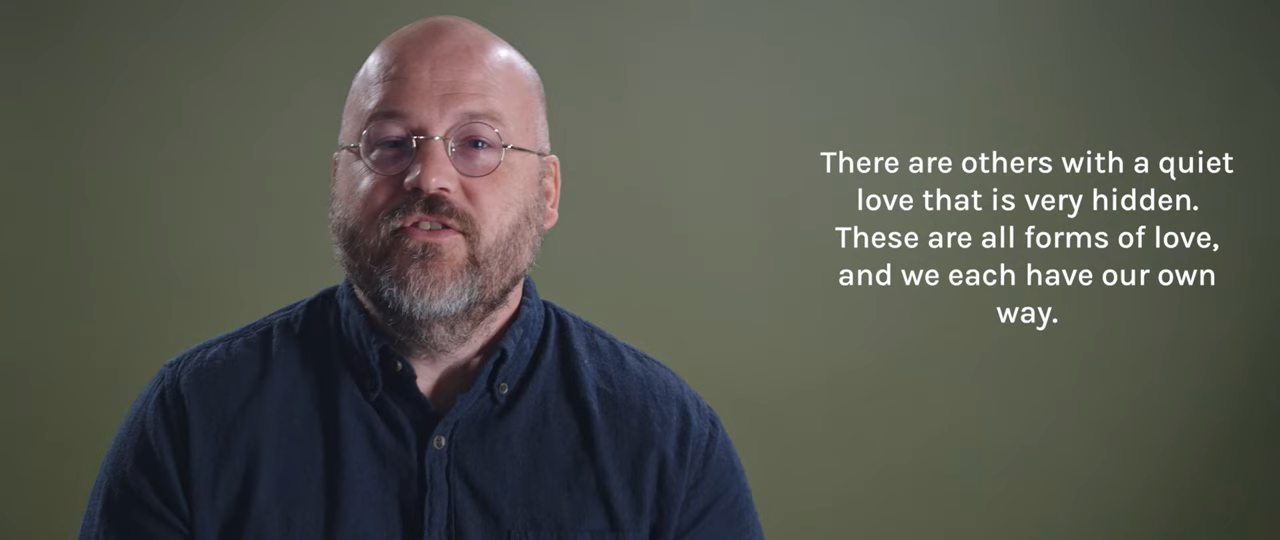 There are others with a quiet
love that is very hidden.
These are all forms of love,
and we each have our own
way.